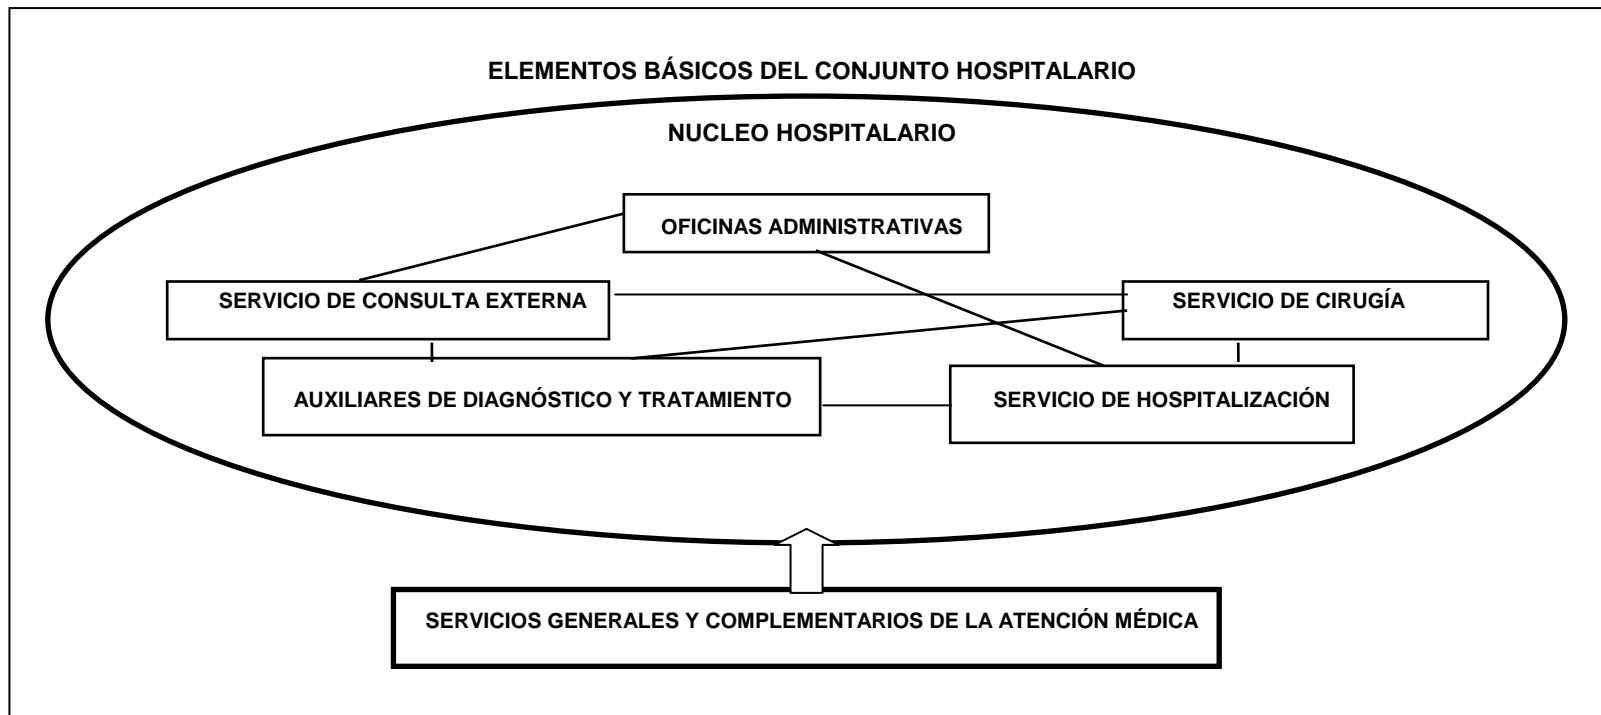 ELEMENTOS BÁSICOS DEL CONJUNTO HOSPITALARIO
NUCLEO HOSPITALARIO
OFICINAS ADMINISTRATIVAS
SERVICIO DE CONSULTA EXTERNA
SERVICIO DE CIRUGÍA
AUXILIARES DE DIAGNÓSTICO Y TRATAMIENTO
SERVICIO DE HOSPITALIZACIÓN
SERVICIOS GENERALES Y COMPLEMENTARIOS DE LA ATENCIÓN MÉDICA